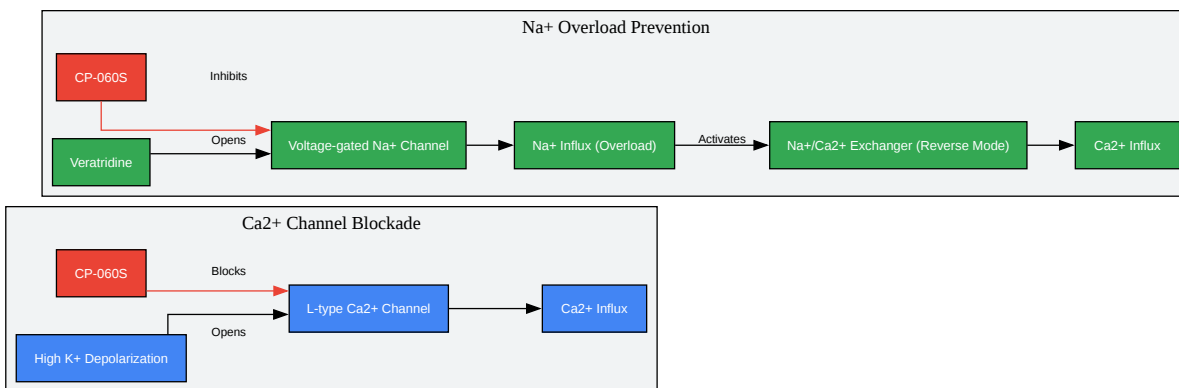 Na+ Overload Prevention
CP-060S
Inhibits
Veratridine
Opens
Voltage-gated Na+ Channel
Na+ Influx (Overload)
Activates
Na+/Ca2+ Exchanger (Reverse Mode)
Ca2+ Influx
Ca2+ Channel Blockade
CP-060S
Blocks
L-type Ca2+ Channel
Ca2+ Influx
Opens
High K+ Depolarization